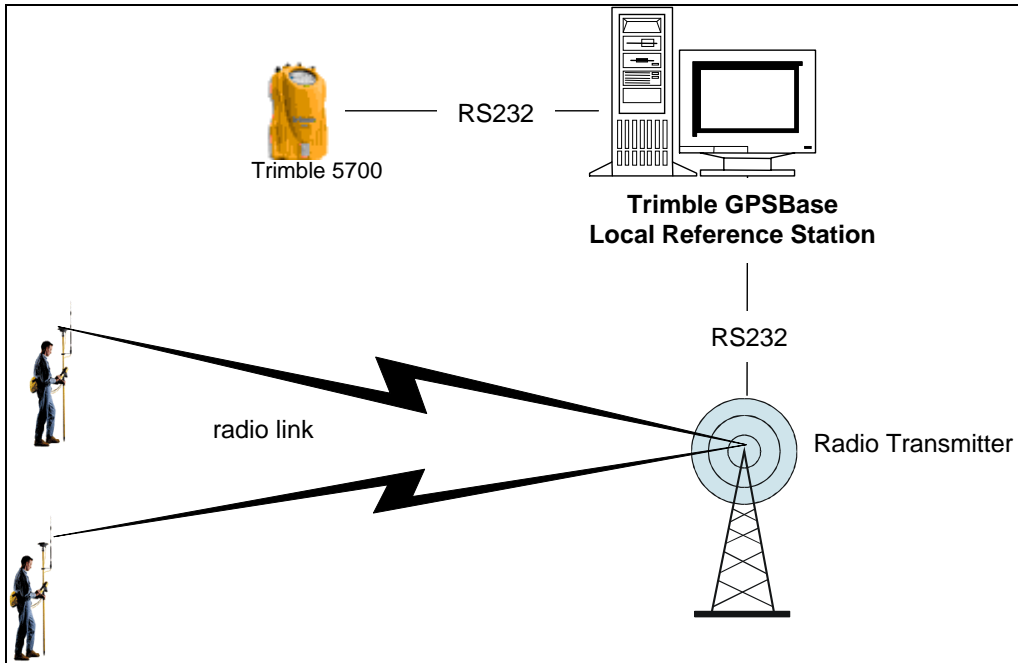 RS232
Trimble 5700
Trimble GPSBase
Local Reference Station
RS232
radio link
Radio Transmitter